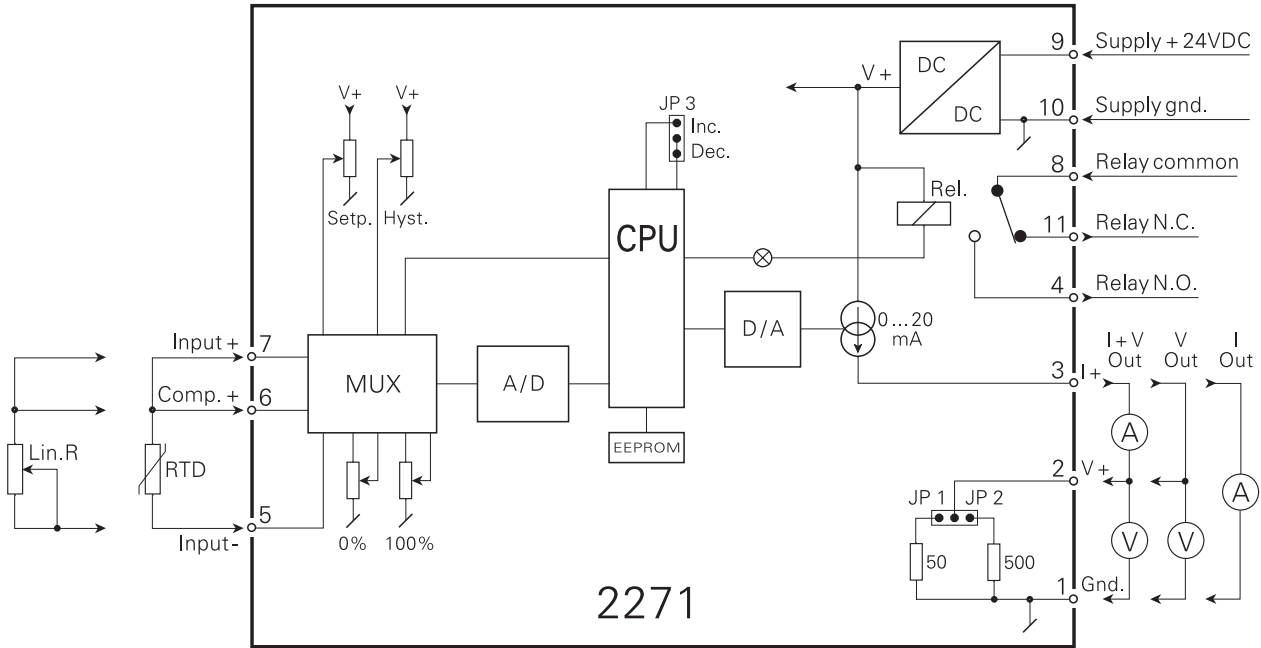 9
Supply + 24VDC
DC
V+
DC
10
Supply gnd.
V+
V+
JP 3
Inc.
Dec.
8
Relay common
Rel.
Setp.
Hyst.
CPU
11
Relay N.C.
4
Relay N.O.
D/A
0...20
mA
I+V
Out
V
Out
I
Out
Input +
7
MUX
A/D
3
I+
Comp. +
6
EEPROM
A
Lin.R
RTD
2
V+
A
JP 1
JP 2
5
Input-
0%
100%
50
500
V
V
1
Gnd.
2271